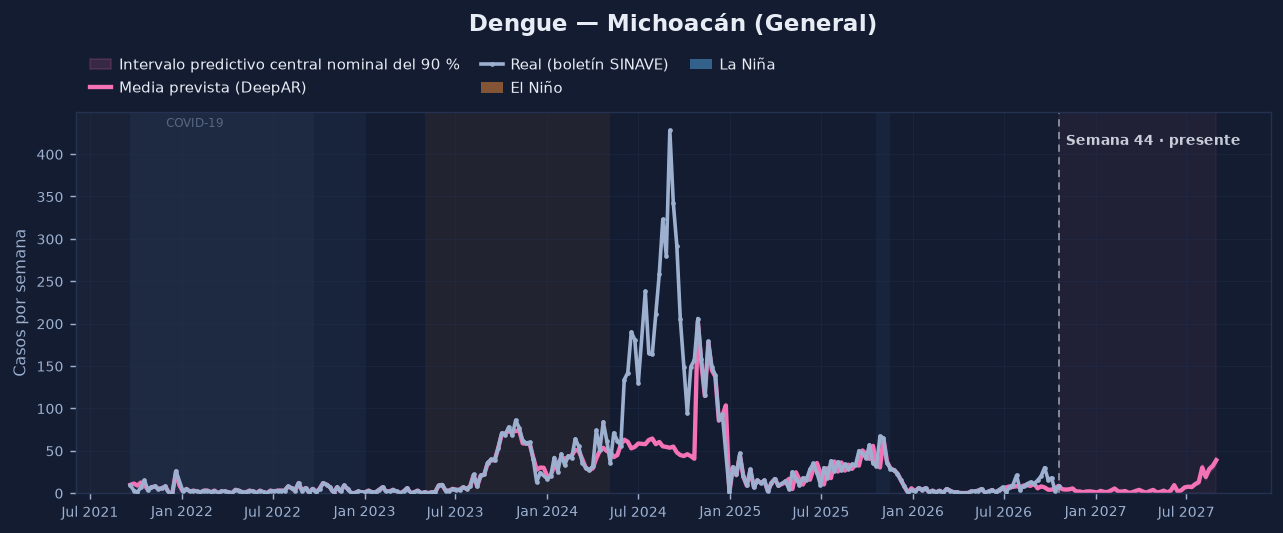 Dengue — Michoacán (General)
Intervalo predictivo central nominal del 90 %
Real (boletín SINAVE)
La Niña
Media prevista (DeepAR)
El Niño
COVID-19
Semana 44 · presente
Casos por semana
400
350
300
250
200
150
100
50
0
Jul 2021
Jan 2022
Jul 2022
Jan 2023
Jul 2023
Jan 2024
Jul 2024
Jan 2025
Jul 2025
Jan 2026
Jul 2026
Jan 2027
Jul 2027